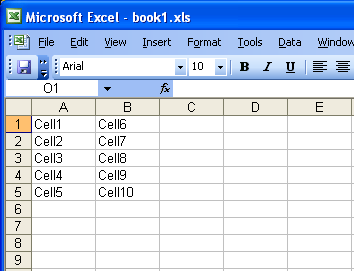 Microsoft Excel - book1.xls
File Edit View Insert Format Tools Data Window
Arial 10 B I U
O1 fx
A B C D E
1 Cell1 Cell6
2 Cell2 Cell7
3 Cell3 Cell8
4 Cell4 Cell9
5 Cell5 Cell10
6
7
8
9